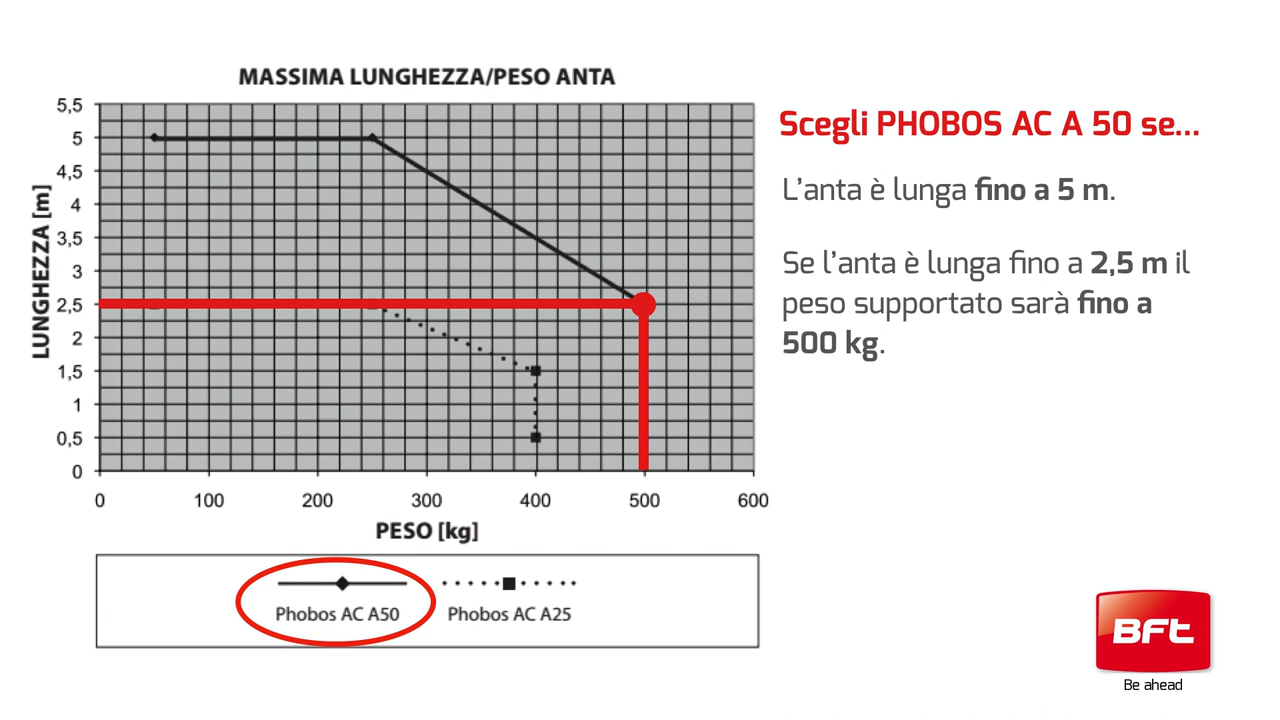 MASSIMA LUNGHEZZA/PESO ANTA
5,5
5
4,5
4
3,5
3
2,5
2
1,5
1
0,5
0
LUNGHEZZA [m]
0 100 200 300 400 500 600
PESO [kg]
Phobos AC A50 Phobos AC A25
Scegli PHOBOS AC A 50 se...
L'anta è lunga fino a 5 m.
Se l'anta è lunga fino a 2,5 m il
peso supportato sarà fino a
500 kg.
BFt
Be ahead